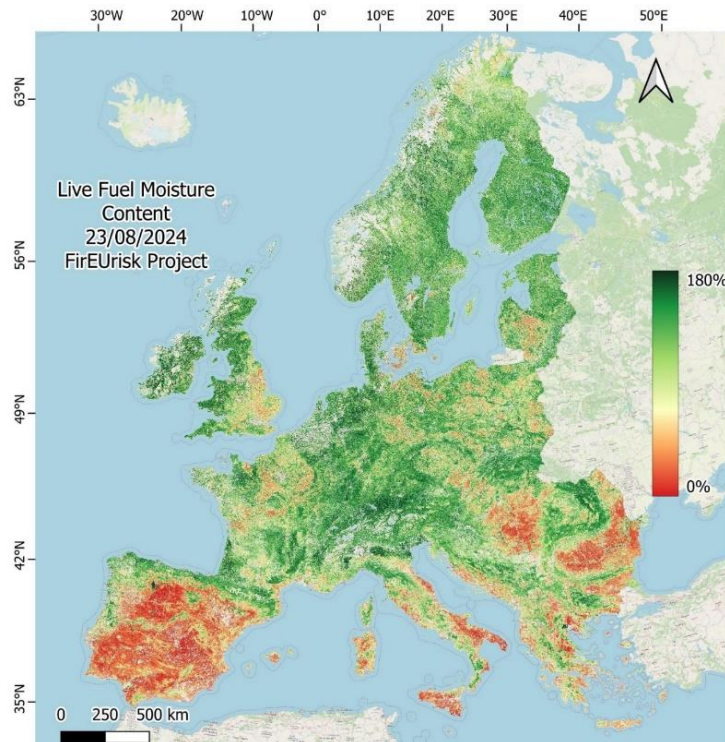 30°W 20°W 10°W 0° 10°E 20°E 30°E 40°E 50°E
63°N
Live Fuel Moisture
Content
23/08/2024
FirEUrisk Project
56°N
180%
49°N
0%
42°N
35°N
0 250 500 km